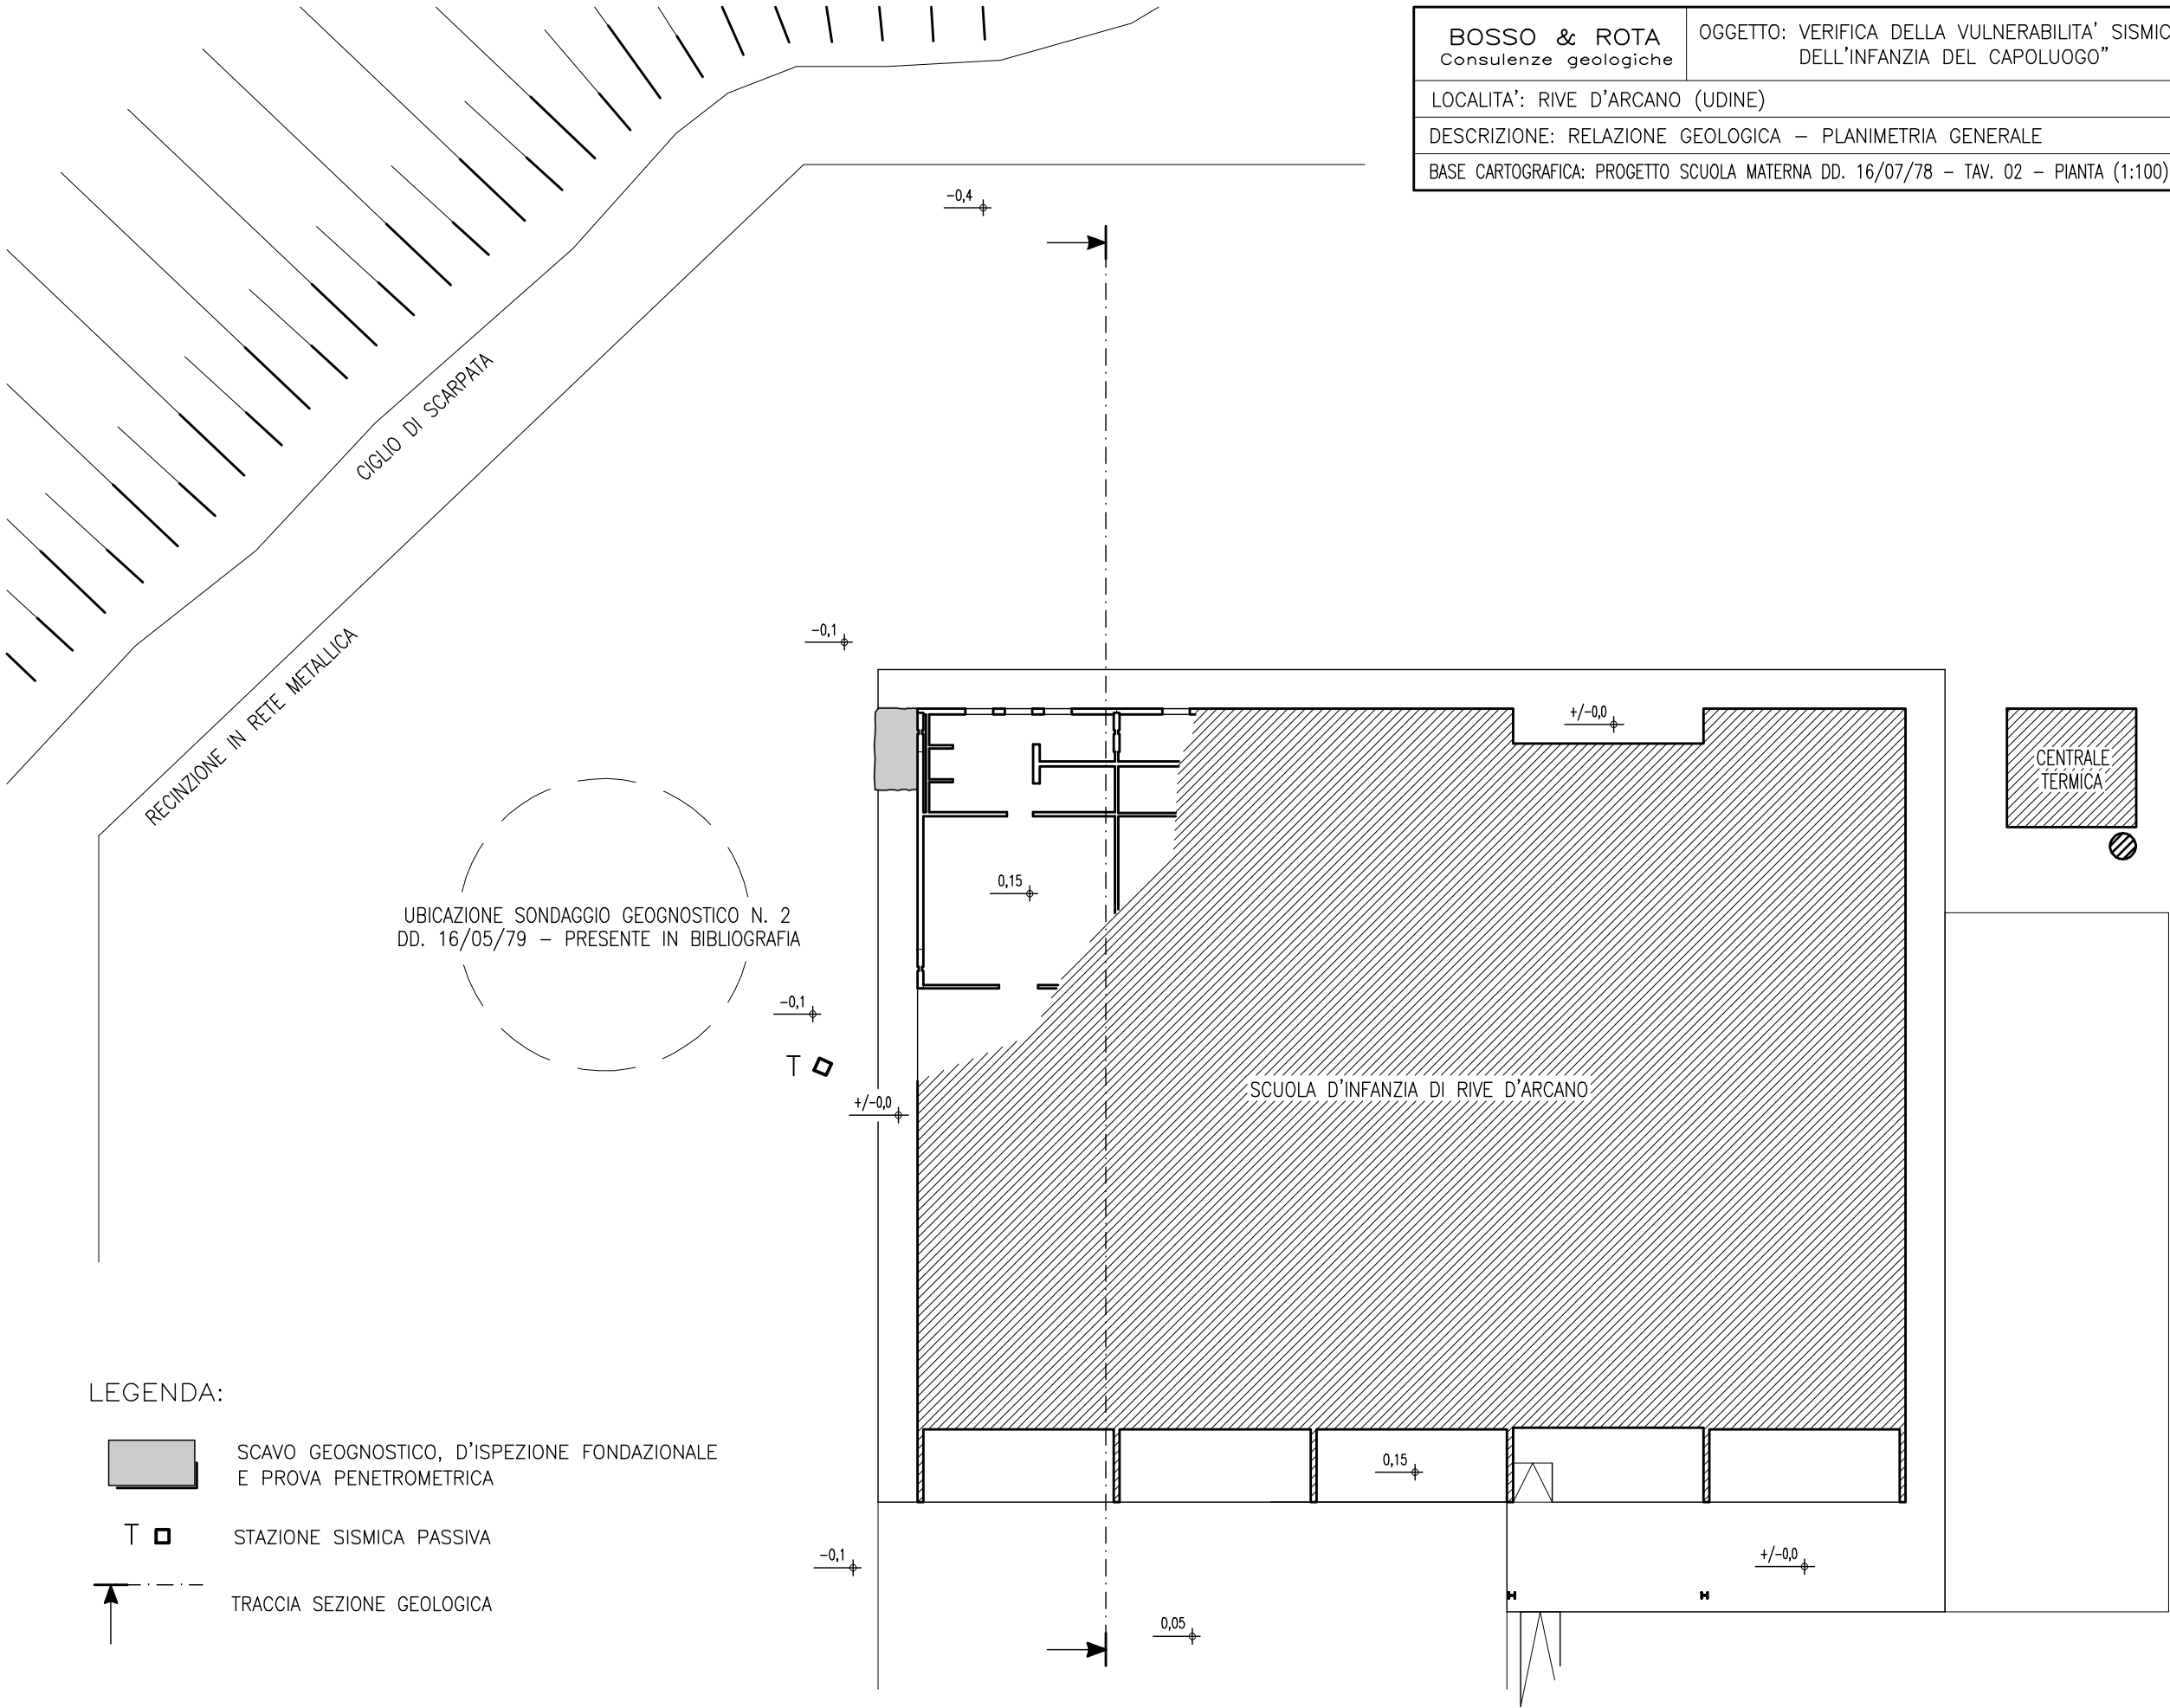 BOSSO & ROTA
Consulenze geologiche
OGGETTO: VERIFICA DELLA VULNERABILITA' SISMIC
DELL'INFANZIA DEL CAPOLUOGO"
LOCALITA': RIVE D'ARCANO (UDINE)
DESCRIZIONE: RELAZIONE GEOLOGICA – PLANIMETRIA GENERALE
BASE CARTOGRAFICA: PROGETTO SCUOLA MATERNA DD. 16/07/78 – TAV. 02 – PIANTA (1:100)
-0,4
CIGLIO DI SCARPATA
RECINZIONE IN RETE METALLICA
-0,1
+/-0,0
CENTRALE
TERMICA
0,15
UBICAZIONE SONDAGGIO GEOGNOSTICO N. 2
DD. 16/05/79 – PRESENTE IN BIBLIOGRAFIA
-0,1
T
+/-0,0
SCUOLA D'INFANZIA DI RIVE D'ARCANO
0,15
-0,1
+/-0,0
0,05
LEGENDA:
SCAVO GEOGNOSTICO, D'ISPEZIONE FONDAZIONALE
E PROVA PENETROMETRICA
T
STAZIONE SISMICA PASSIVA
TRACCIA SEZIONE GEOLOGICA